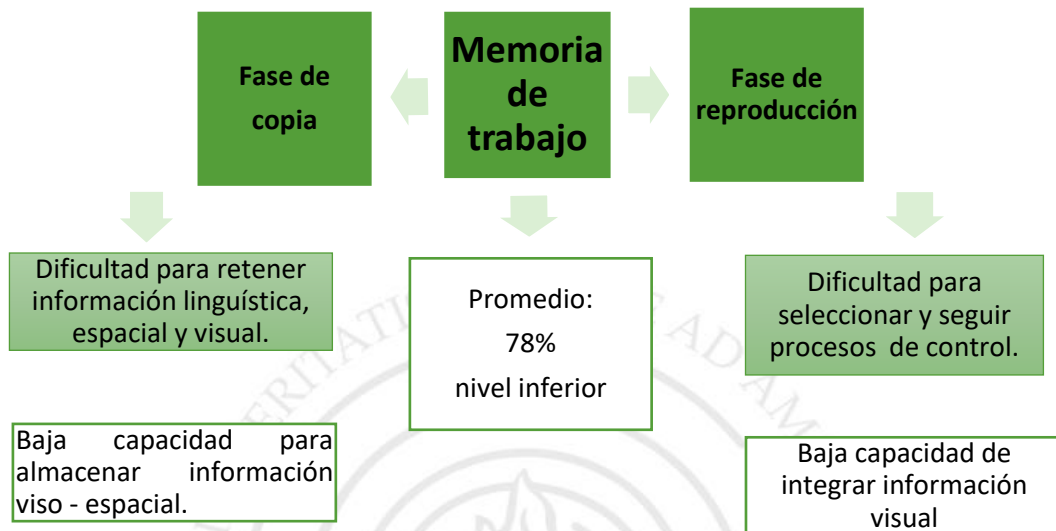 Fase de
copia
Memoria
de
trabajo
Fase de
reproducción
Dificultad para retener
información linguística,
espacial y visual.
Promedio:
78%
nivel inferior
Dificultad para
seleccionar y seguir
procesos de control.
Baja capacidad para
almacenar información
viso - espacial.
Baja capacidad de
integrar información
visual